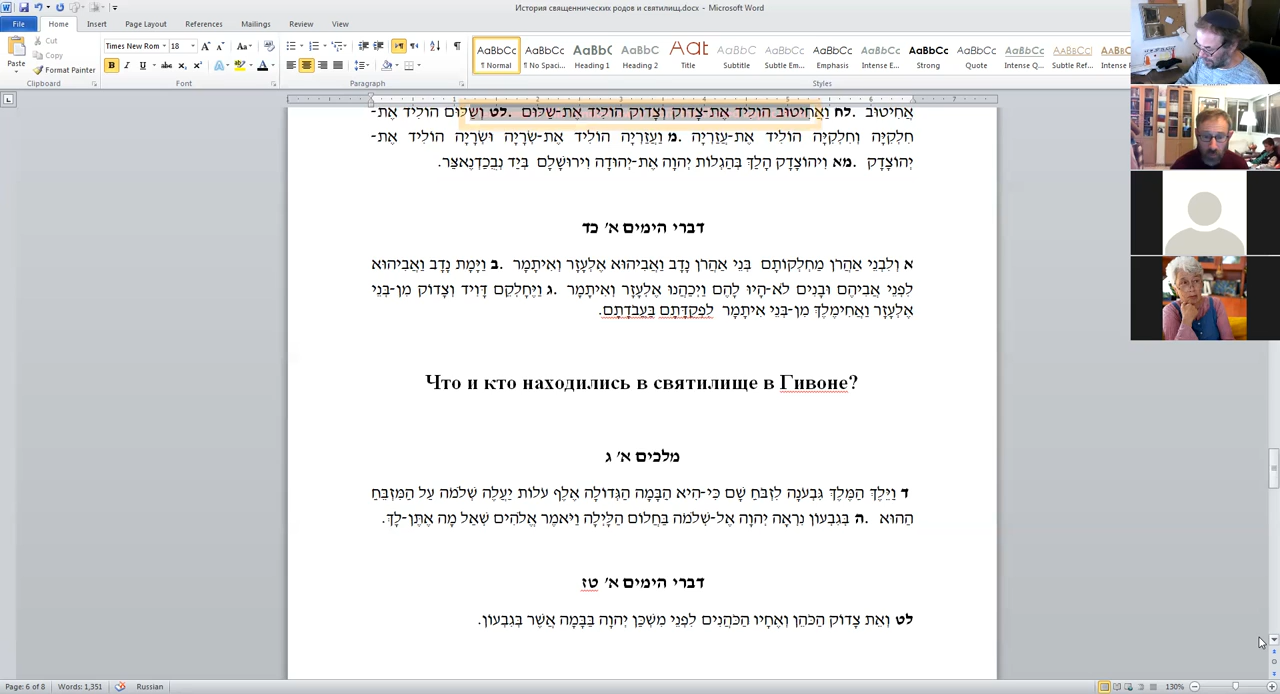 История священнических родов и святилищ.docx - Microsoft Word
File Home Insert Page Layout References Mailings Review View
Cut
Copy
Paste
Format Painter
Times New Rom 18
AaBbCc AaBbCc AaBbC AaBbCc Aat AaBbCc AaBbCc AaBbCc AaBbCc AaBbCc AaBbCc AaBbCc AaBbCc AaBbCc
¶ Normal ¶ No Spaci... Heading 1 Heading 2 Title Subtitle Subtle Em... Emphasis Intense E... Strong Quote Intense Q... Subtle Ref... Intense R...
Clipboard Font Paragraph Styles
אֲחִיטוּב .לח וַאֲחִיטוּב הוֹלִיד אֶת-צָדוֹק וְצָדוֹק הוֹלִיד אֶת-שַׁלּוּם .לט וְשַׁלּוּם הוֹלִיד אֶת-
חִלְקִיָּה וְחִלְקִיָּה הוֹלִיד אֶת-עֲזַרְיָה .מ וַעֲזַרְיָה הוֹלִיד אֶת-שְׂרָיָה וּשְׂרָיָה הוֹלִיד אֶת-
יְהוֹצָדָק .מא וִיהוֹצָדָק הָלַךְ בְּהַגְלוֹת יְהוָה אֶת-יְהוּדָה וִירוּשָׁלִָם בְּיַד נְבֻכַדְנֶאצַּר.
דברי הימים א' כד
א וְלִבְנֵי אַהֲרֹן מַחְלְקוֹתָם בְּנֵי אַהֲרֹן נָדָב וַאֲבִיהוּא אֶלְעָזָר וְאִיתָמָר .ב וַיָּמָת נָדָב וַאֲבִיהוּא
לִפְנֵי אֲבִיהֶם וּבָנִים לֹא-הָיוּ לָהֶם וַיְכַהֲנוּ אֶלְעָזָר וְאִיתָמָר .ג וַיֶּחָלְקֵם דָּוִיד וְצָדוֹק מִן-בְּנֵי
אֶלְעָזָר וַאֲחִימֶלֶךְ מִן-בְּנֵי אִיתָמָר לִפְקֻדָּתָם בַּעֲבֹדָתָם.
Что и кто находились в святилище в Гивоне?
מלכים א' ג
ד וַיֵּלֶךְ הַמֶּלֶךְ גִּבְעֹנָה לִזְבֹּחַ שָׁם כִּי-הִיא הַבָּמָה הַגְּדוֹלָה אֶלֶף עֹלוֹת יַעֲלֶה שְׁלֹמֹה עַל הַמִּזְבֵּחַ
הַהוּא .ה בְּגִבְעוֹן נִרְאָה יְהוָה אֶל-שְׁלֹמֹה בַּחֲלוֹם הַלָּיְלָה וַיֹּאמֶר אֱלֹהִים שְׁאַל מָה אֶתֶּן-לָךְ.
דברי הימים א' טז
לט וְאֵת צָדוֹק הַכֹּהֵן וְאֶחָיו הַכֹּהֲנִים לִפְנֵי מִשְׁכַּן יְהוָה בַּבָּמָה אֲשֶׁר בְּגִבְעוֹן.
Page: 6 of 8 Words: 1,351 Russian 130%